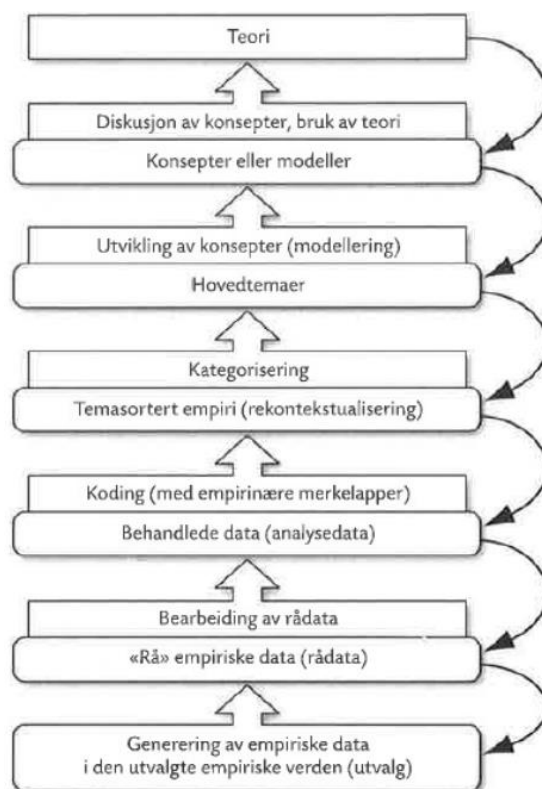 Teori
Diskusjon av konsepter, bruk av teori
Konsepter eller modeller
Utvikling av konsepter (modellering)
Hovedtemaer
Kategorisering
Temasortert empiri (rekontekstualisering)
Koding (med empirinære merkelapper)
Behandlede data (analysedata)
Bearbeiding av rådata
«Rå» empiriske data (rådata)
Generering av empiriske data
i den utvalgte empiriske verden (utvalg)